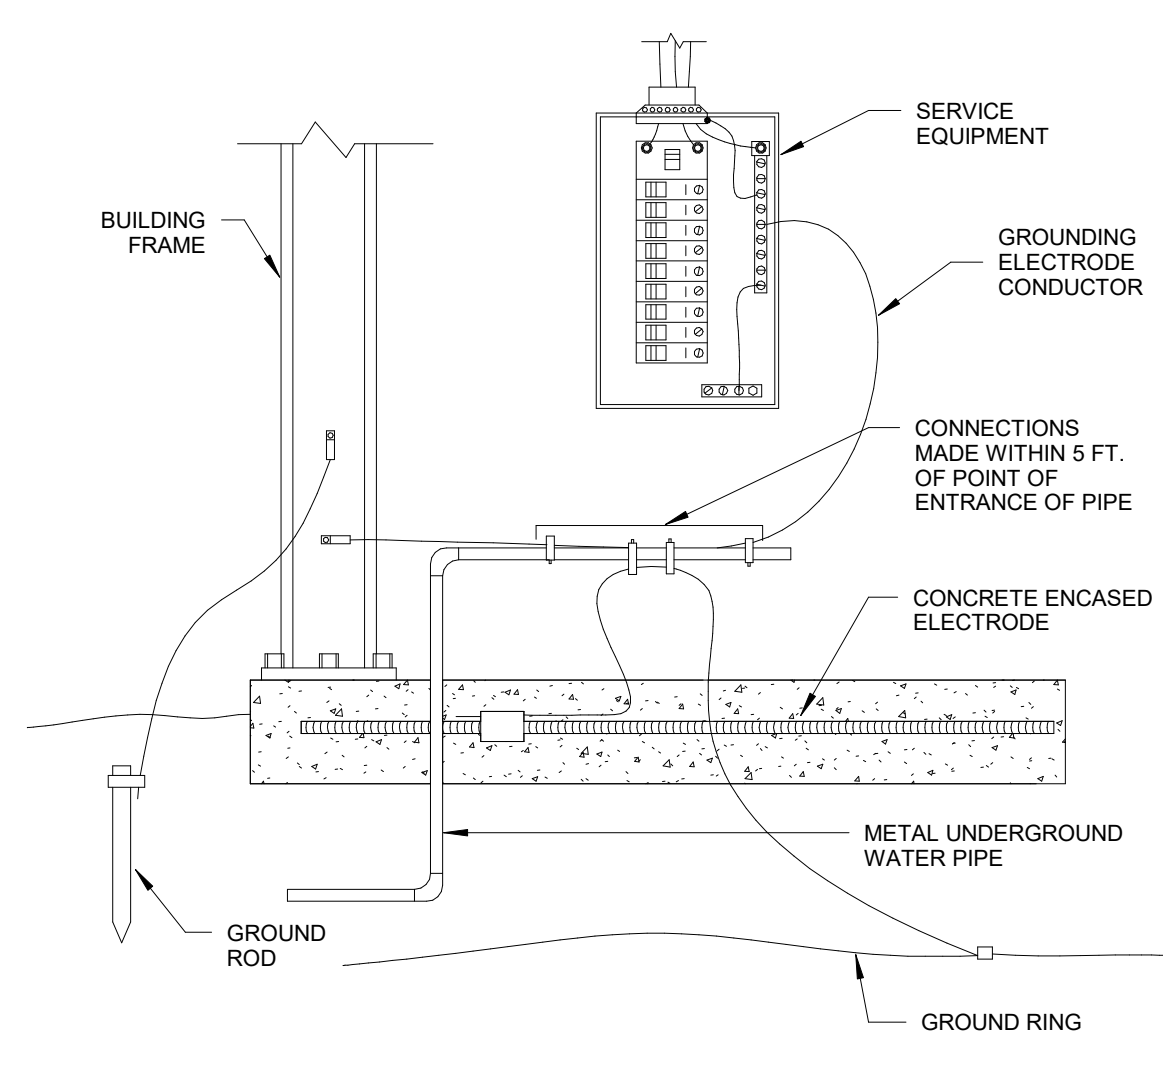 SERVICE
EQUIPMENT
BUILDING
FRAME
GROUNDING
ELECTRODE
CONDUCTOR
CONNECTIONS
MADE WITHIN 5 FT.
OF POINT OF
ENTRANCE OF PIPE
CONCRETE ENCASED
ELECTRODE
METAL UNDERGROUND
WATER PIPE
GROUND
ROD
GROUND RING